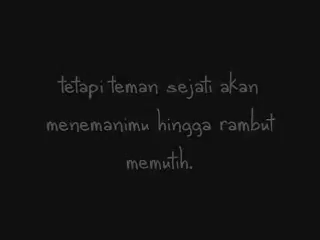 tetapi teman sejati akan
menemanimu hingga rambut
memutih.